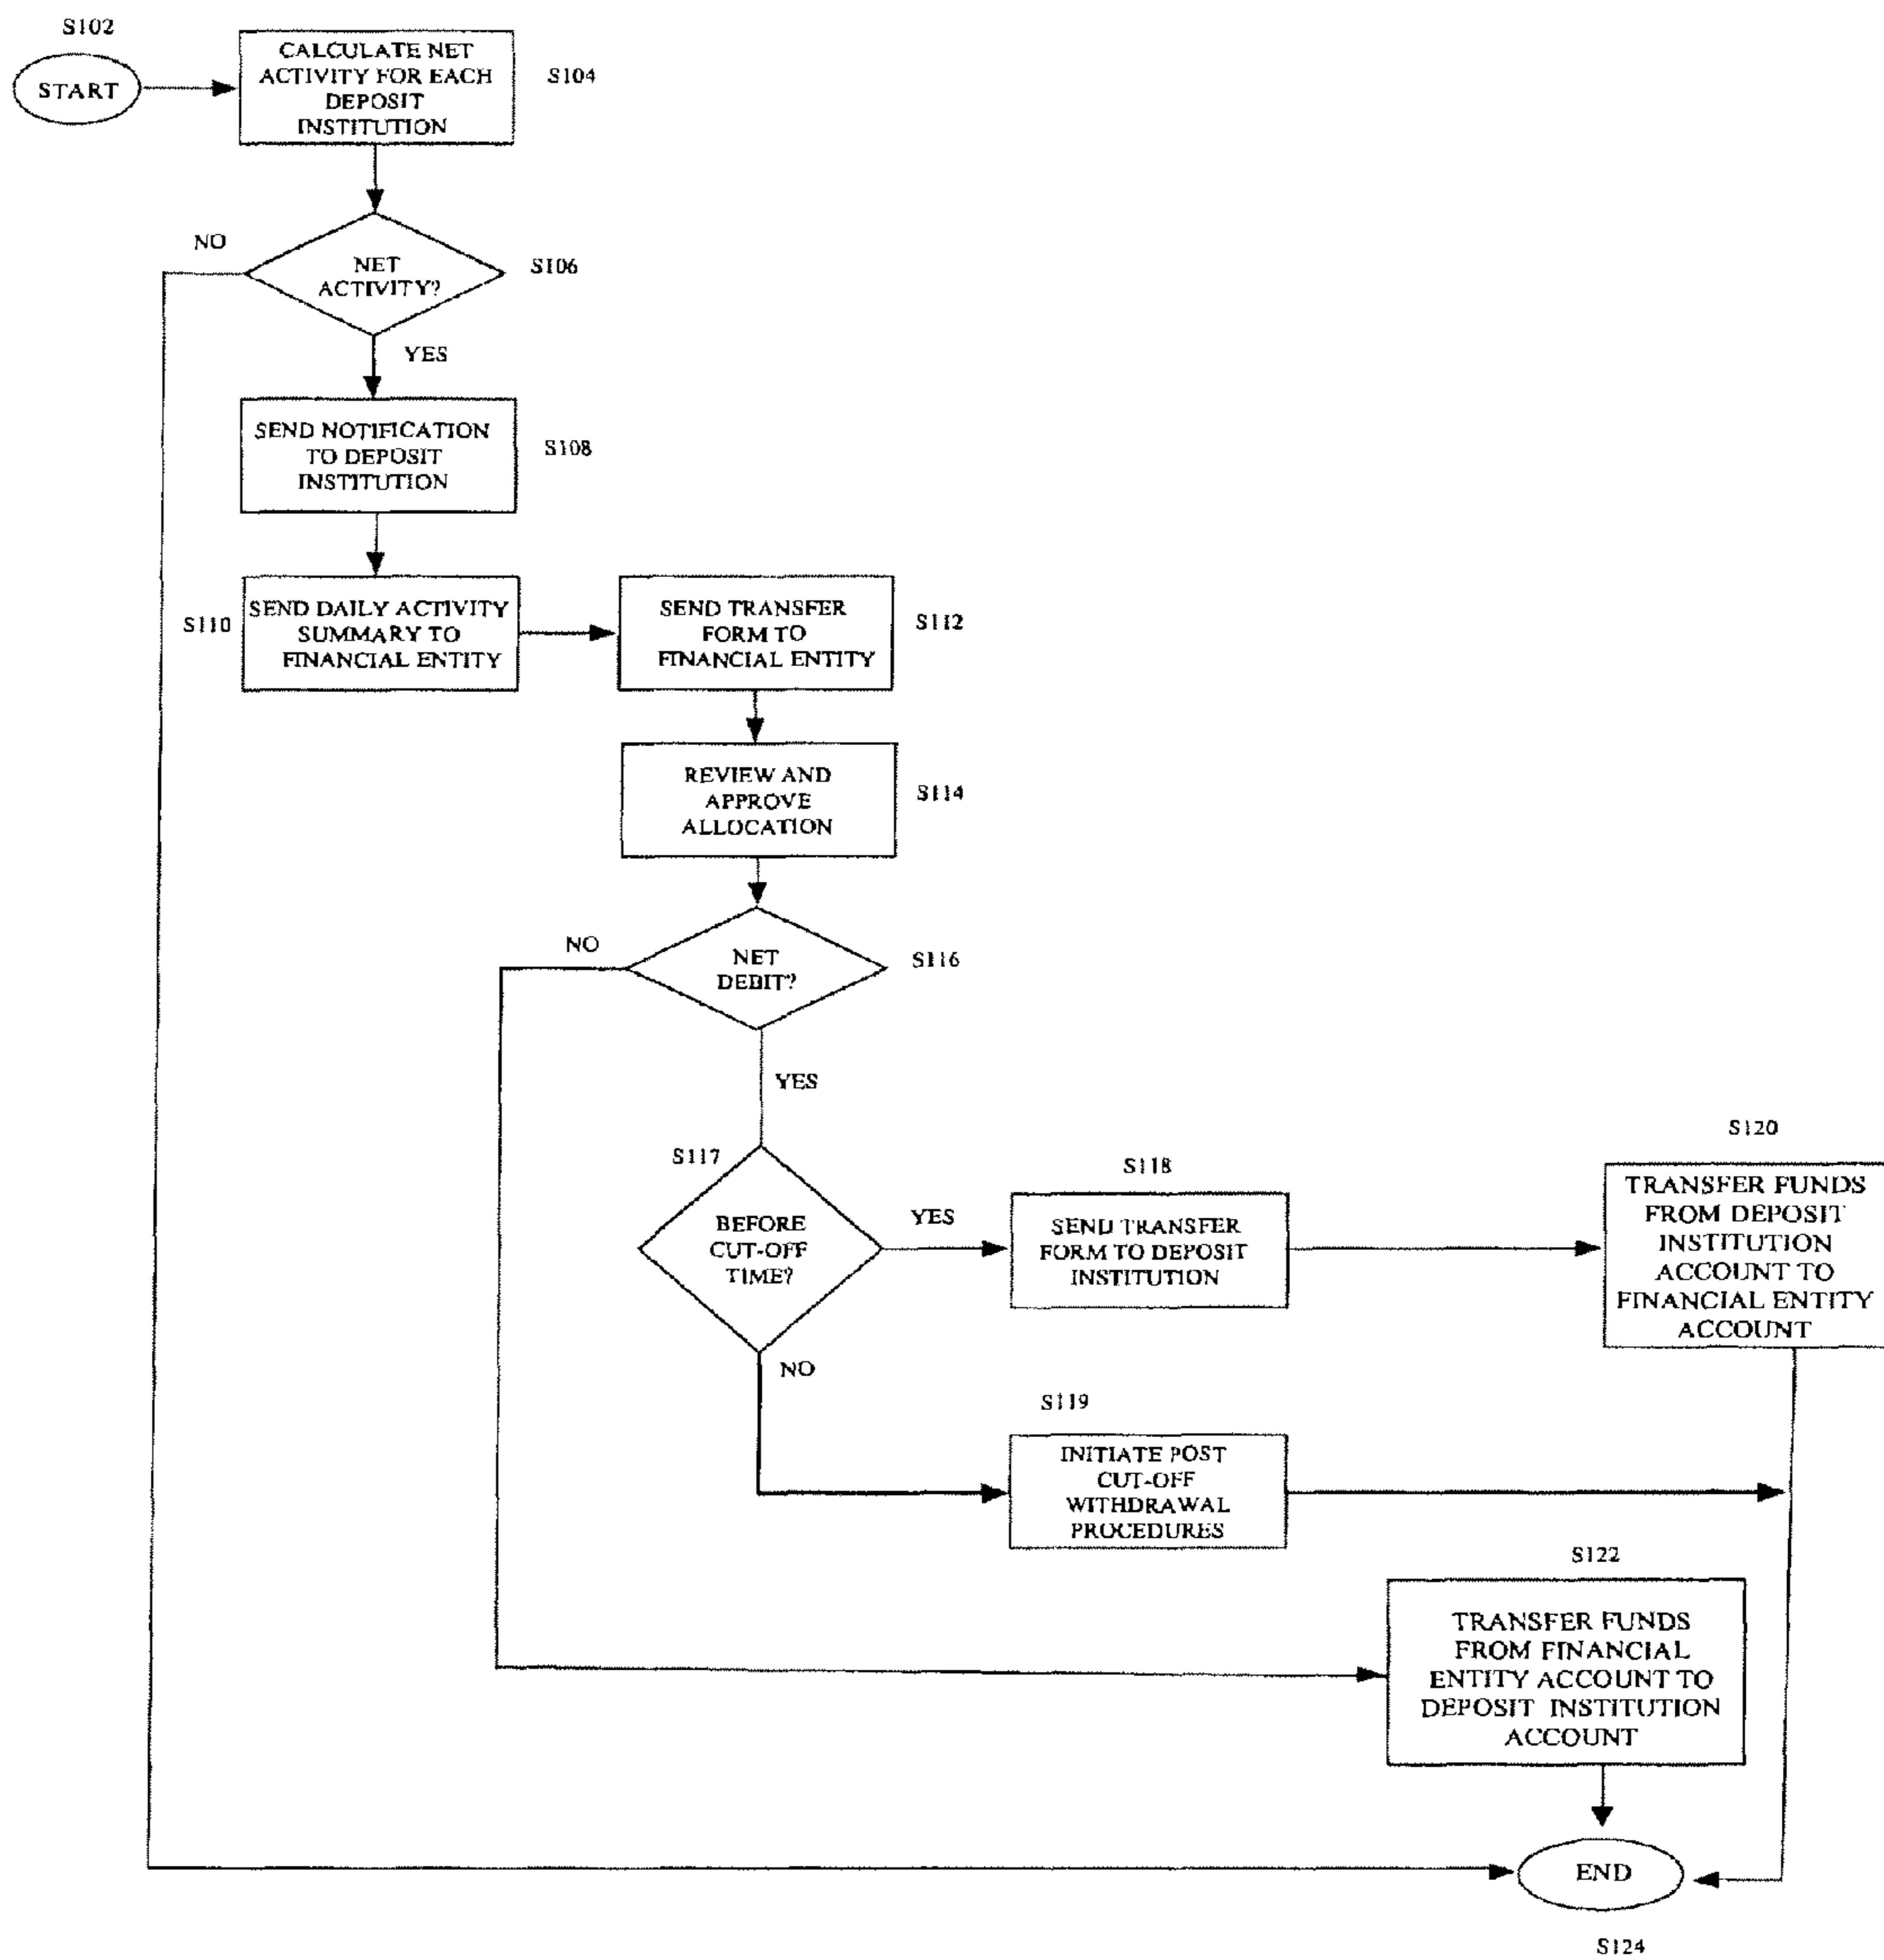 S102
START
CALCULATE NET
ACTIVITY FOR EACH
DEPOSIT
INSTITUTION
S104
NO
NET
ACTIVITY?
S106
YES
SEND NOTIFICATION
TO DEPOSIT
INSTITUTION
S108
S110
SEND DAILY ACTIVITY
SUMMARY TO
FINANCIAL ENTITY
SEND TRANSFER
FORM TO
FINANCIAL ENTITY
S112
REVIEW AND
APPROVE
ALLOCATION
S114
NO
NET
DEBIT?
S116
YES
S117
BEFORE
CUT-OFF
TIME?
YES
S118
SEND TRANSFER
FORM TO DEPOSIT
INSTITUTION
S120
TRANSFER FUNDS
FROM DEPOSIT
INSTITUTION
ACCOUNT TO
FINANCIAL ENTITY
ACCOUNT
NO
S119
INITIATE POST
CUT-OFF
WITHDRAWAL
PROCEDURES
S122
TRANSFER FUNDS
FROM FINANCIAL
ENTITY ACCOUNT TO
DEPOSIT INSTITUTION
ACCOUNT
END
S124